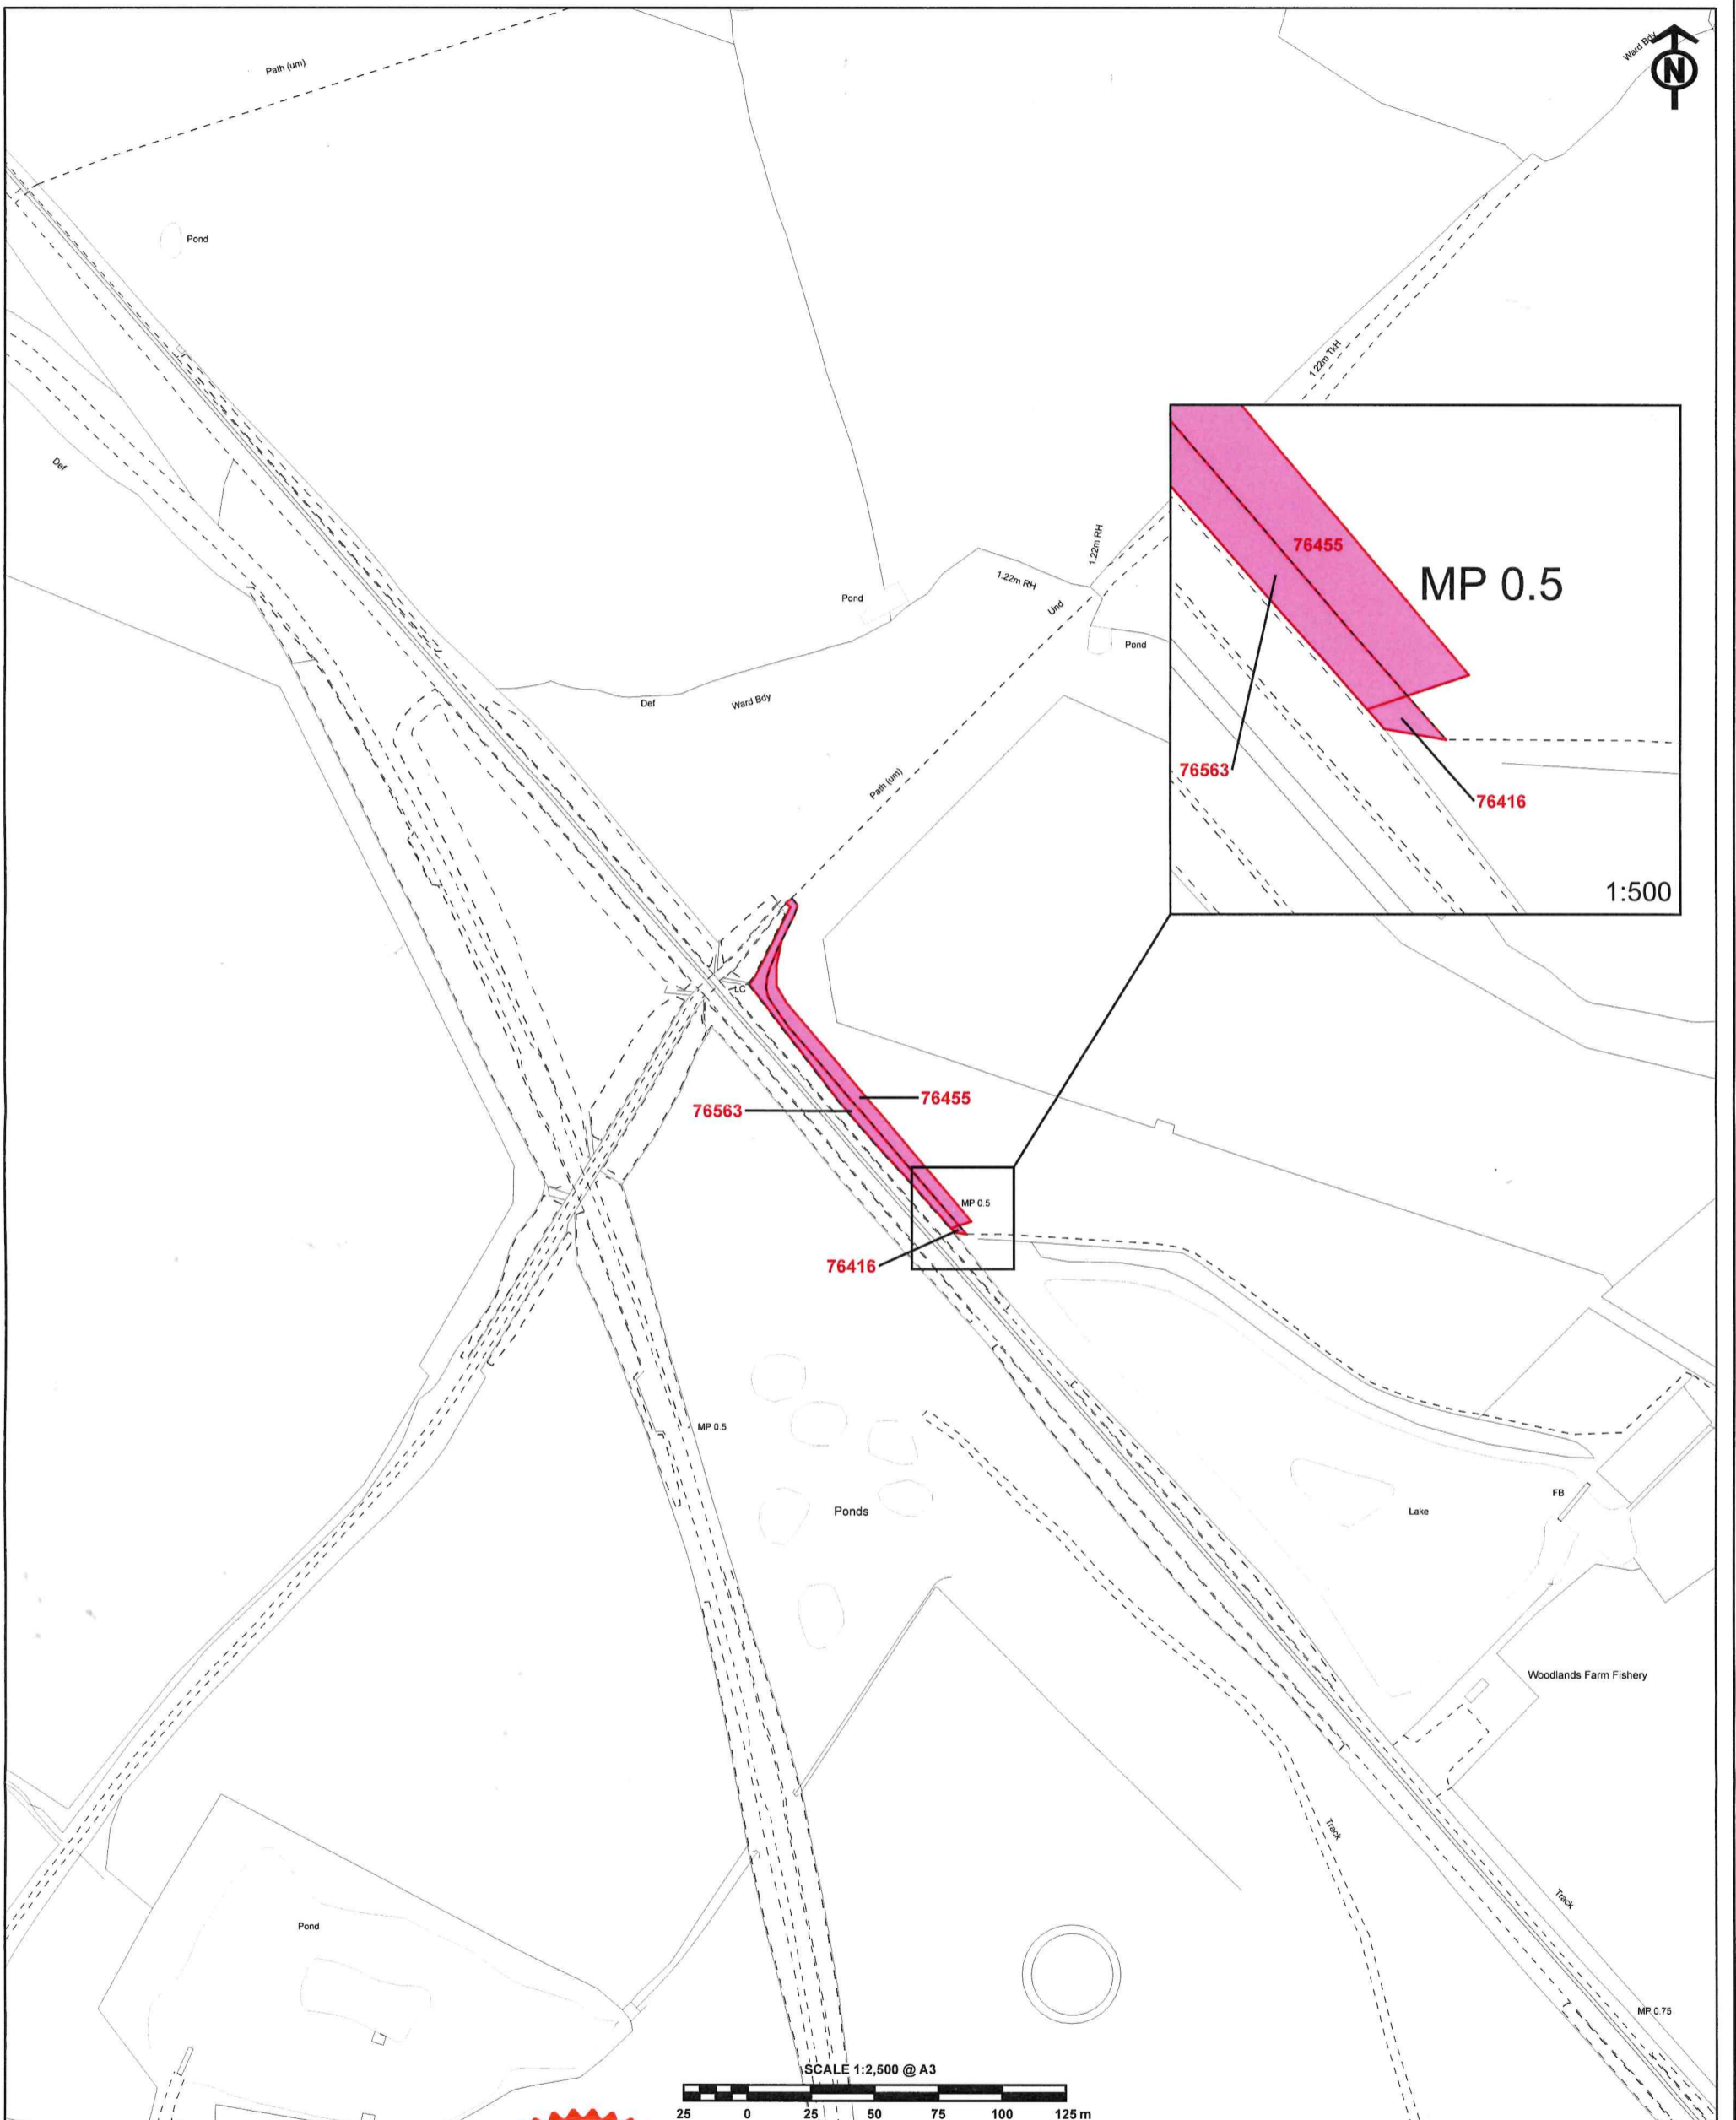 Path (um)
Ward Bdy
N
Pond
1.22m TkH
Def
76455
MP 0.5
1.22m RH
1.22m RH
Pond
Und
Pond
Def
Ward Bdy
76563
Path (um)
76416
1:500
LC
76455
76563
MP 0.5
76416
MP 0.5
Ponds
Lake
FB
Woodlands Farm Fishery
Track
Track
Pond
MP 0.75
SCALE 1:2,500 @ A3
25 0 25 50 75 100 125 m